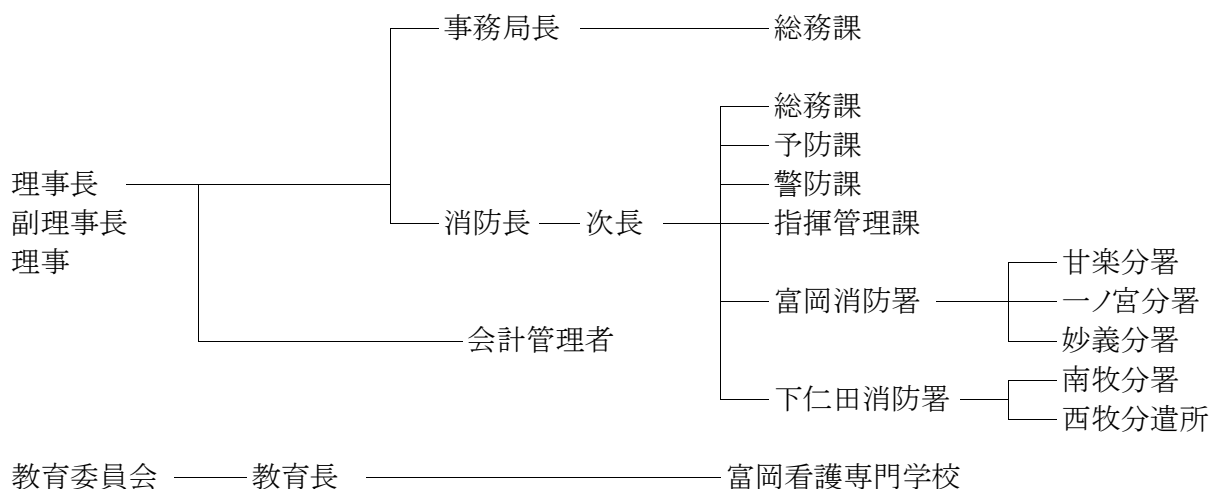 事務局長 総務課
総務課
予防課
理事長 警防課
副理事長 消防長 次長 指揮管理課
理事 甘楽分署
富岡消防署 一ノ宮分署
会計管理者 妙義分署
南牧分署
下仁田消防署
西牧分遣所
教育委員会 教育長 富岡看護専門学校